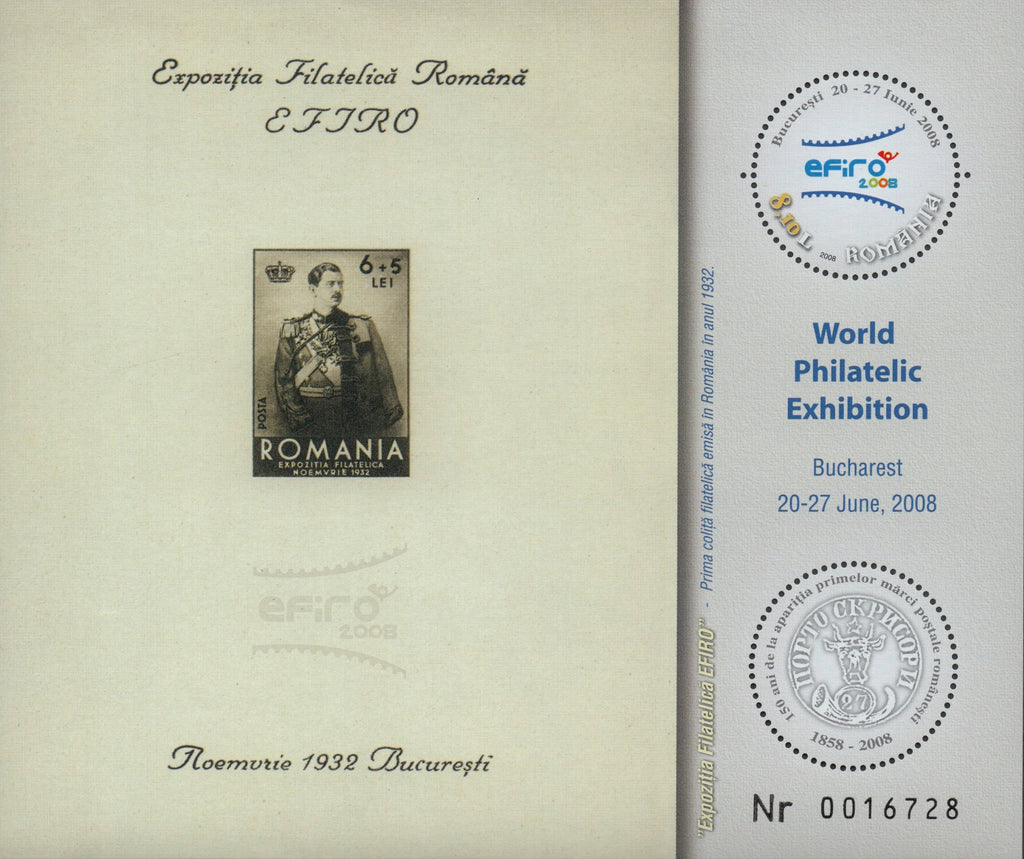 Expoziția Filatelică Română
EFIRO
6+5
LEI
POSTA
ROMANIA
EXPOZITIA FILATELICA
NOEMVRIE 1932
efiro
2008
Noemvrie 1932 București
"Expoziția Filatelică EFIRO" - Prima coliță filatelică emisă în România în anul 1932.
București 20 - 27 Iunie 2008
efiro
2008
8,10 L
2008
ROMÂNIA
World
Philatelic
Exhibition
Bucharest
20-27 June, 2008
150 ani de la apariția primelor mărci poștale românești
ПОРТО СКРИСОРИ
27
1858 - 2008
Nr 0016728